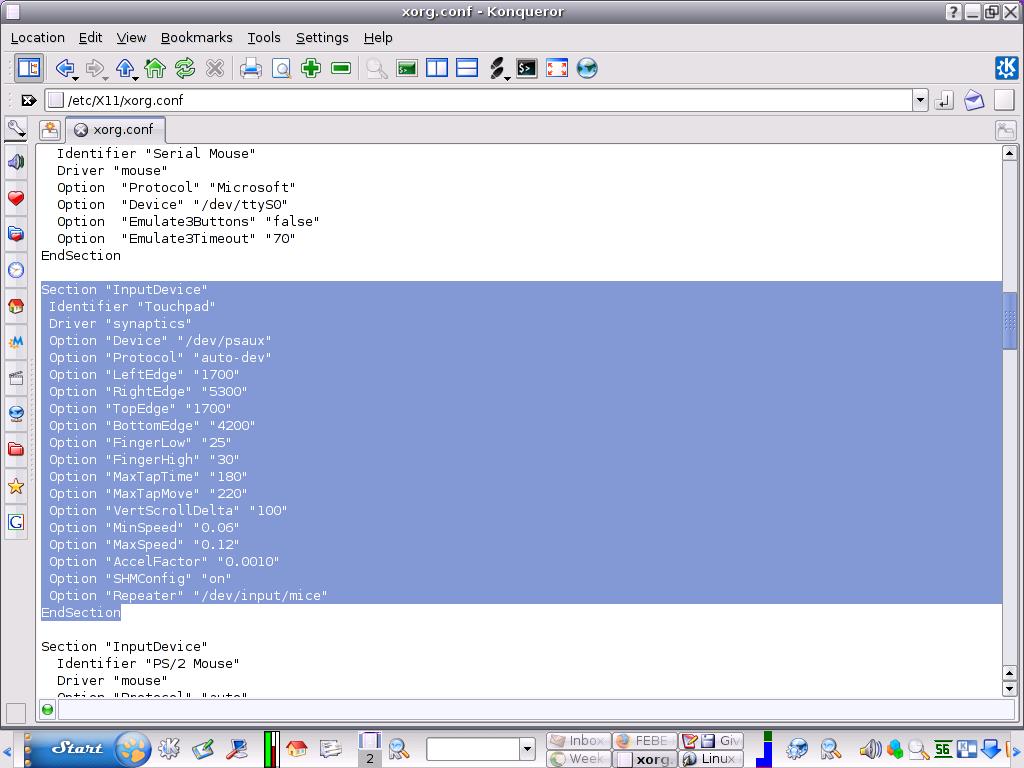 xorg.conf - Konqueror
Location Edit View Bookmarks Tools Settings Help
/etc/X11/xorg.conf
xorg.conf
Identifier "Serial Mouse"
Driver "mouse"
Option "Protocol" "Microsoft"
Option "Device" "/dev/ttyS0"
Option "Emulate3Buttons" "false"
Option "Emulate3Timeout" "70"
EndSection
Section "InputDevice"
Identifier "Touchpad"
Driver "synaptics"
Option "Device" "/dev/psaux"
Option "Protocol" "auto-dev"
Option "LeftEdge" "1700"
Option "RightEdge" "5300"
Option "TopEdge" "1700"
Option "BottomEdge" "4200"
Option "FingerLow" "25"
Option "FingerHigh" "30"
Option "MaxTapTime" "180"
Option "MaxTapMove" "220"
Option "VertScrollDelta" "100"
Option "MinSpeed" "0.06"
Option "MaxSpeed" "0.12"
Option "AccelFactor" "0.0010"
Option "SHMConfig" "on"
Option "Repeater" "/dev/input/mice"
EndSection
Section "InputDevice"
Identifier "PS/2 Mouse"
Driver "mouse"
Option "Protocol" "auto"
Start
2
Inbox FEBE Giv
Week xorg. Linux
56